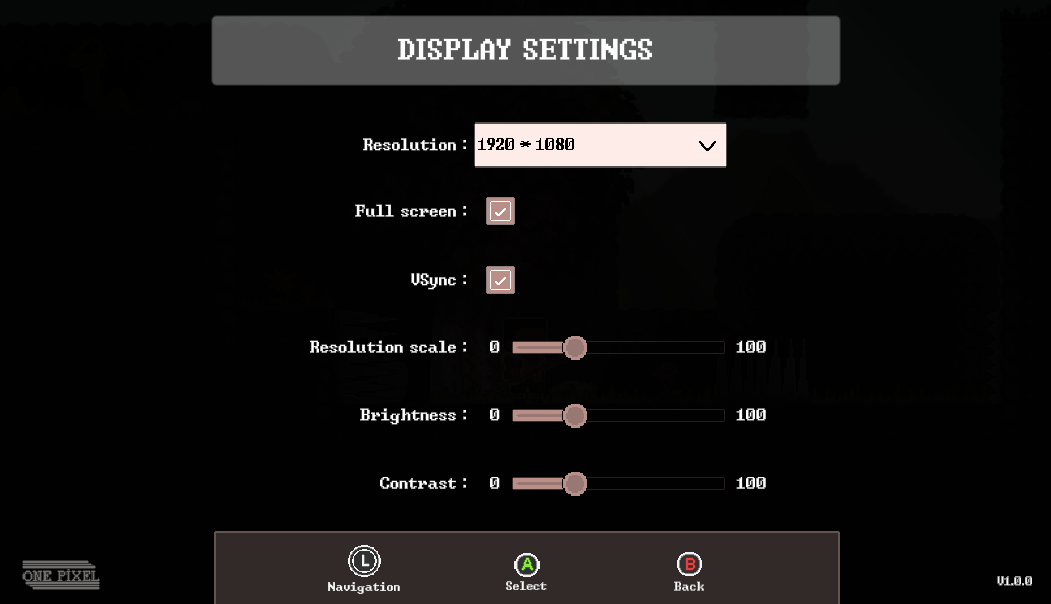 DISPLAY SETTINGS
Resolution : 1920 * 1080
Full screen :
VSync :
Resolution scale : 0 100
Brightness : 0 100
Contrast : 0 100
L A B
Navigation Select Back
ONE PIXEL
V1.0.0